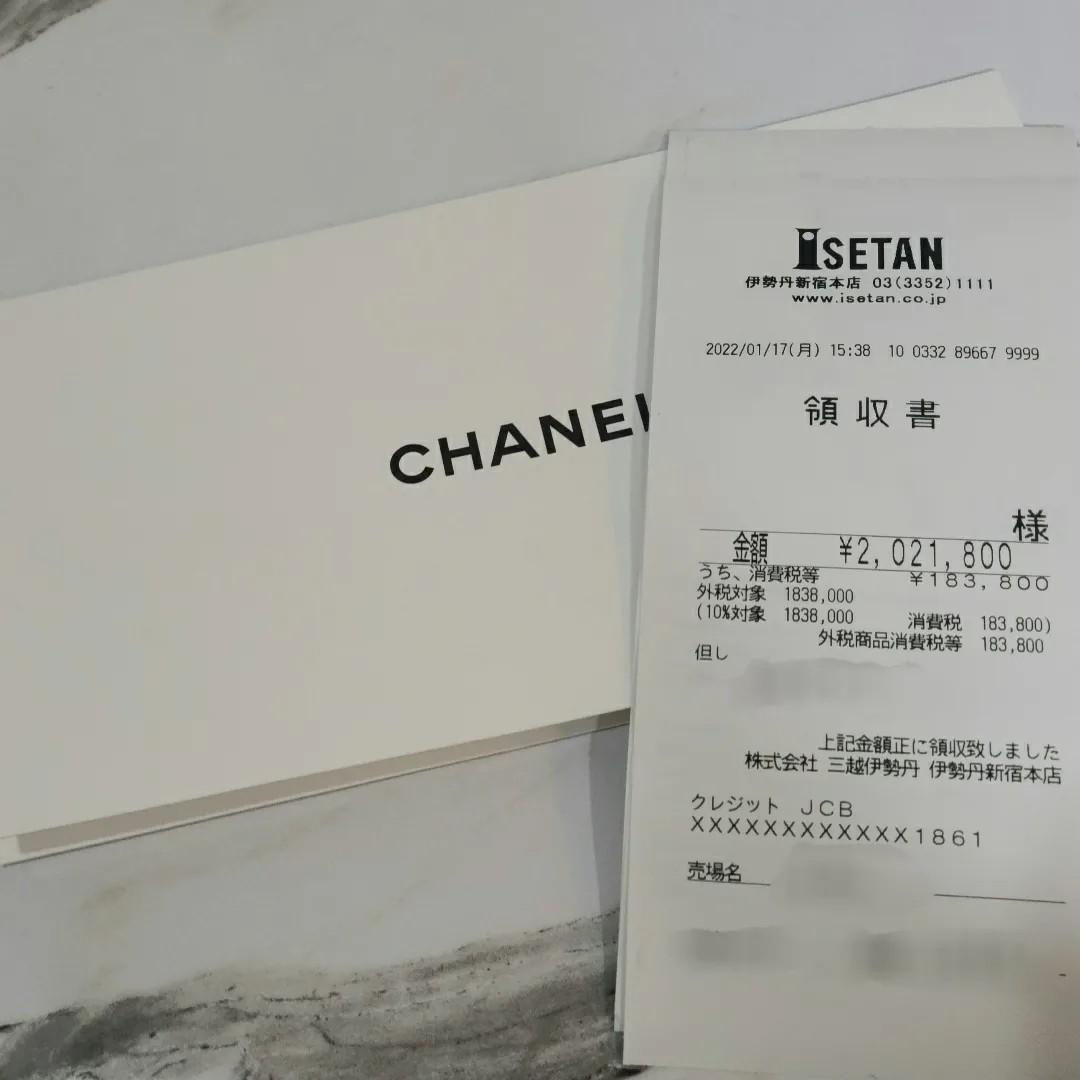 CHANEL
ISETAN
伊勢丹新宿本店 03(3352)1111
www.isetan.co.jp
2022/01/17(月) 15:38 10 0332 89667 9999
領収書
様
金額 ¥2,021,800
うち、消費税等 ¥183,800
外税対象 1838,000
(10%対象 1838,000 消費税 183,800)
外税商品消費税等 183,800
但し
上記金額正に領収致しました
株式会社 三越伊勢丹 伊勢丹新宿本店
クレジット JCB
XXXXXXXXXXXX1861
売場名